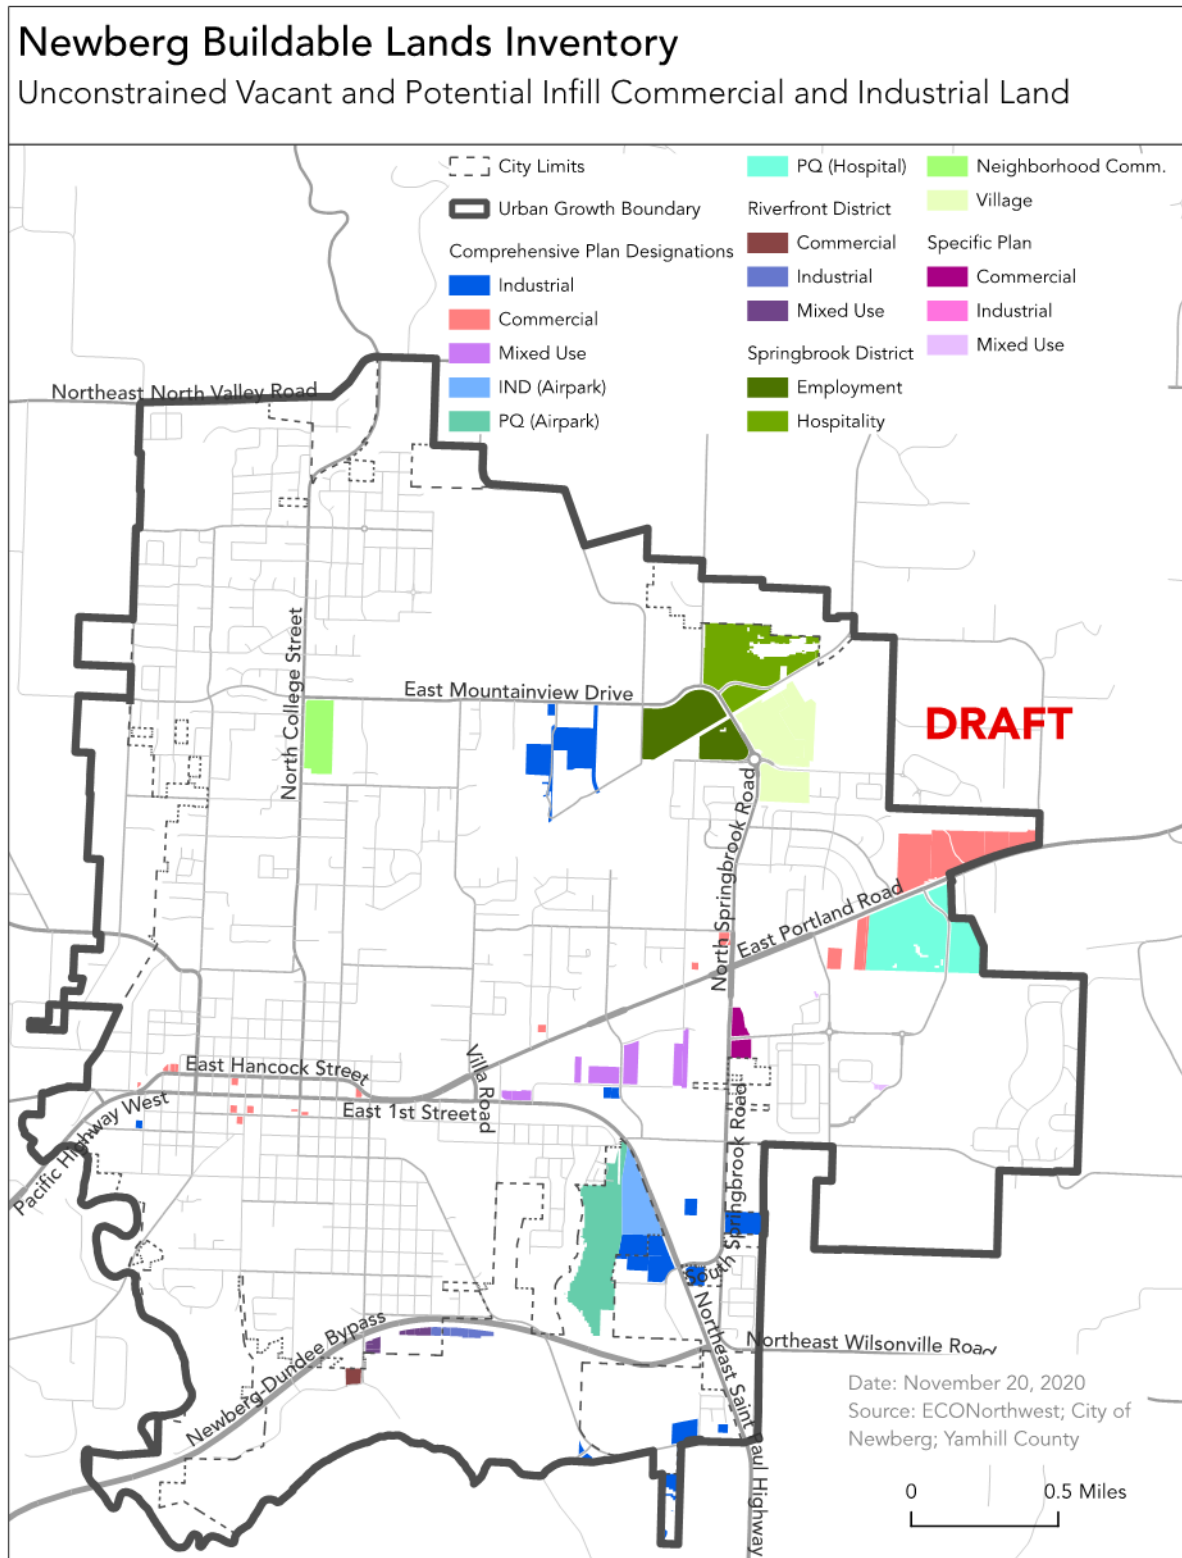 Newberg Buildable Lands Inventory
Unconstrained Vacant and Potential Infill Commercial and Industrial Land
City Limits
Urban Growth Boundary
Comprehensive Plan Designations
Industrial
Commercial
Mixed Use
IND (Airpark)
PQ (Airpark)
PQ (Hospital)
Riverfront District
Commercial
Industrial
Mixed Use
Springbrook District
Employment
Hospitality
Neighborhood Comm.
Village
Specific Plan
Commercial
Industrial
Mixed Use
Northeast North Valley Road
North College Street
East Mountainview Drive
DRAFT
North Springbrook Road
East Portland Road
East Hancock Street
Villa Road
East 1st Street
Pacific Highway West
South Springbrook Road
Newberg-Dundee Bypass
Northeast Wilsonville Road
Northeast Saint Paul Highway
Date: November 20, 2020
Source: ECONorthwest; City of
Newberg; Yamhill County
0 0.5 Miles